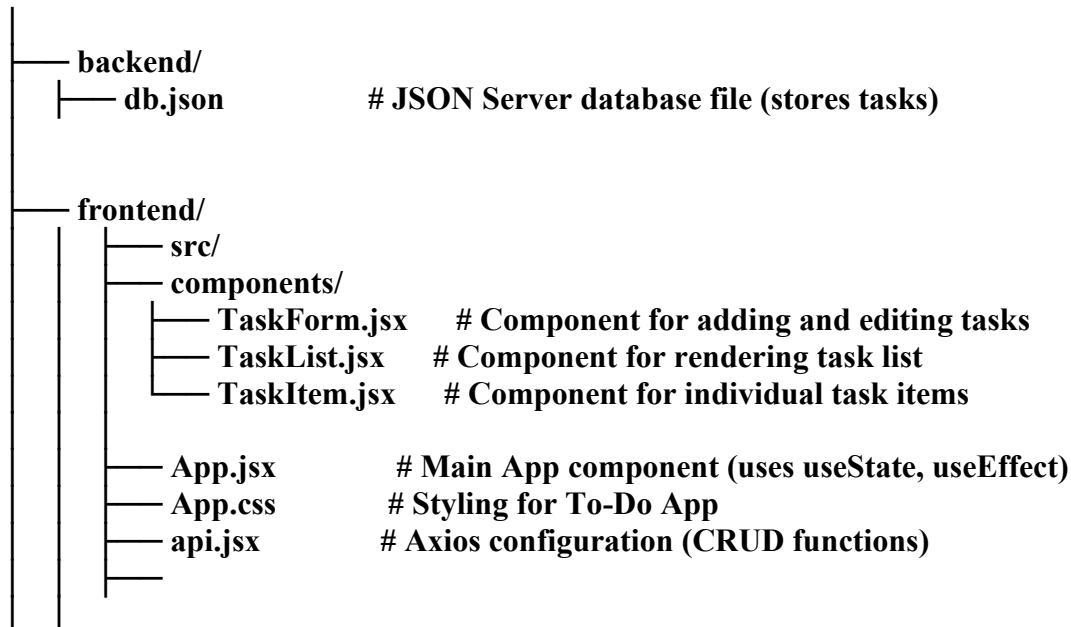 backend/
db.json # JSON Server database file (stores tasks)
frontend/
src/
components/
TaskForm.jsx # Component for adding and editing tasks
TaskList.jsx # Component for rendering task list
TaskItem.jsx # Component for individual task items
App.jsx # Main App component (uses useState, useEffect)
App.css # Styling for To-Do App
api.jsx # Axios configuration (CRUD functions)